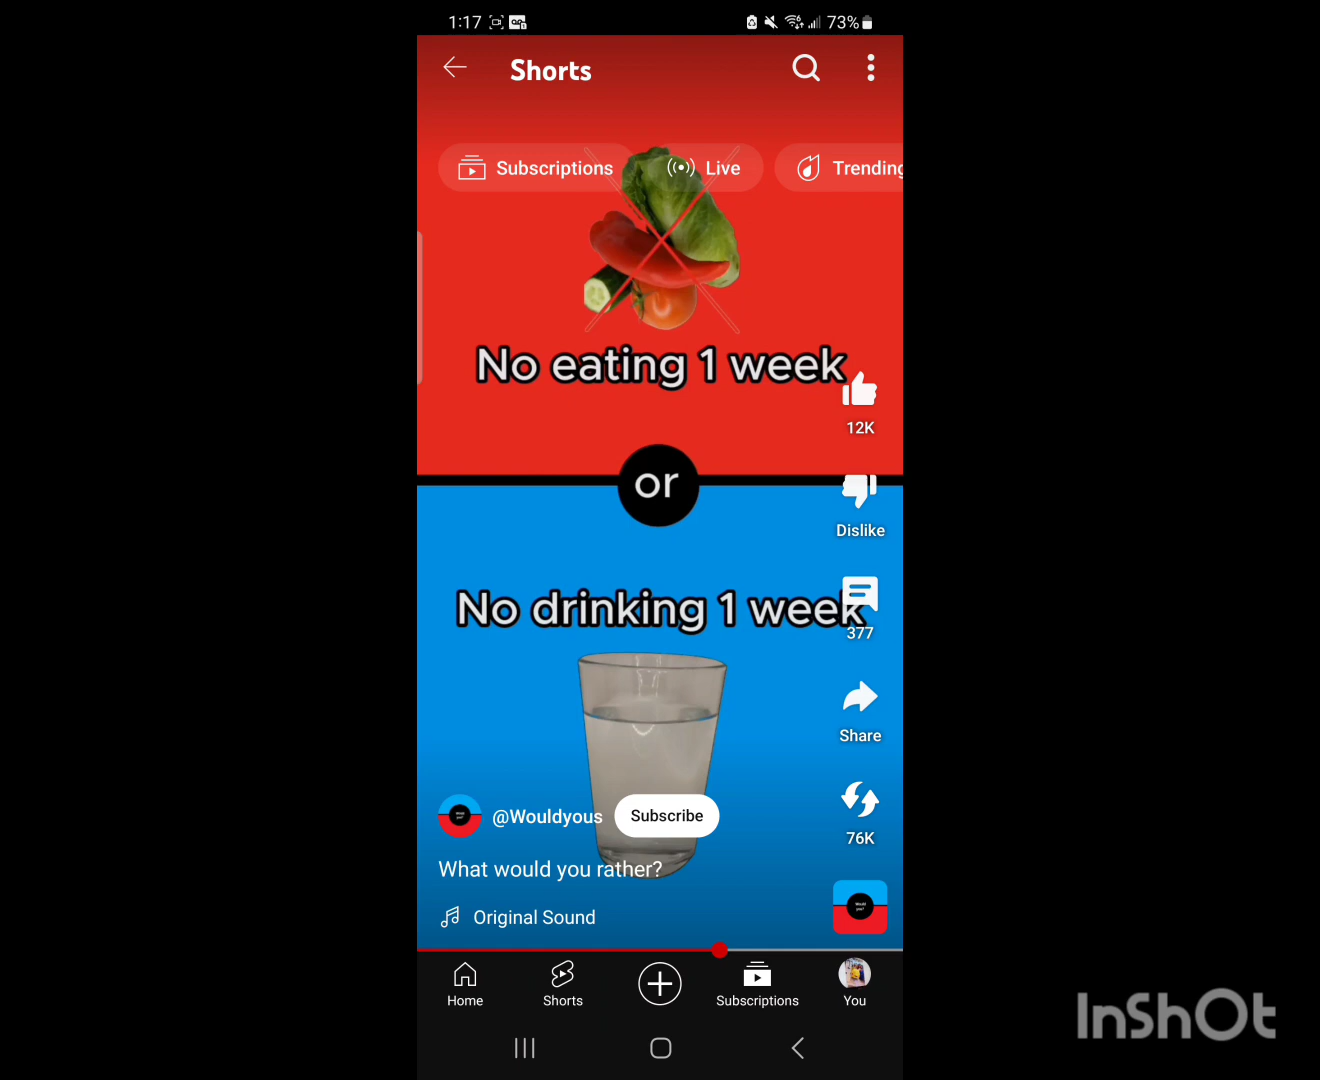 1:17
73%
Shorts
Subscriptions
Live
Trending
No eating 1 week
12K
or
Dislike
No drinking 1 week
377
Share
@Wouldyous
Subscribe
76K
What would you rather?
Original Sound
Home
Shorts
Subscriptions
You
InShOt